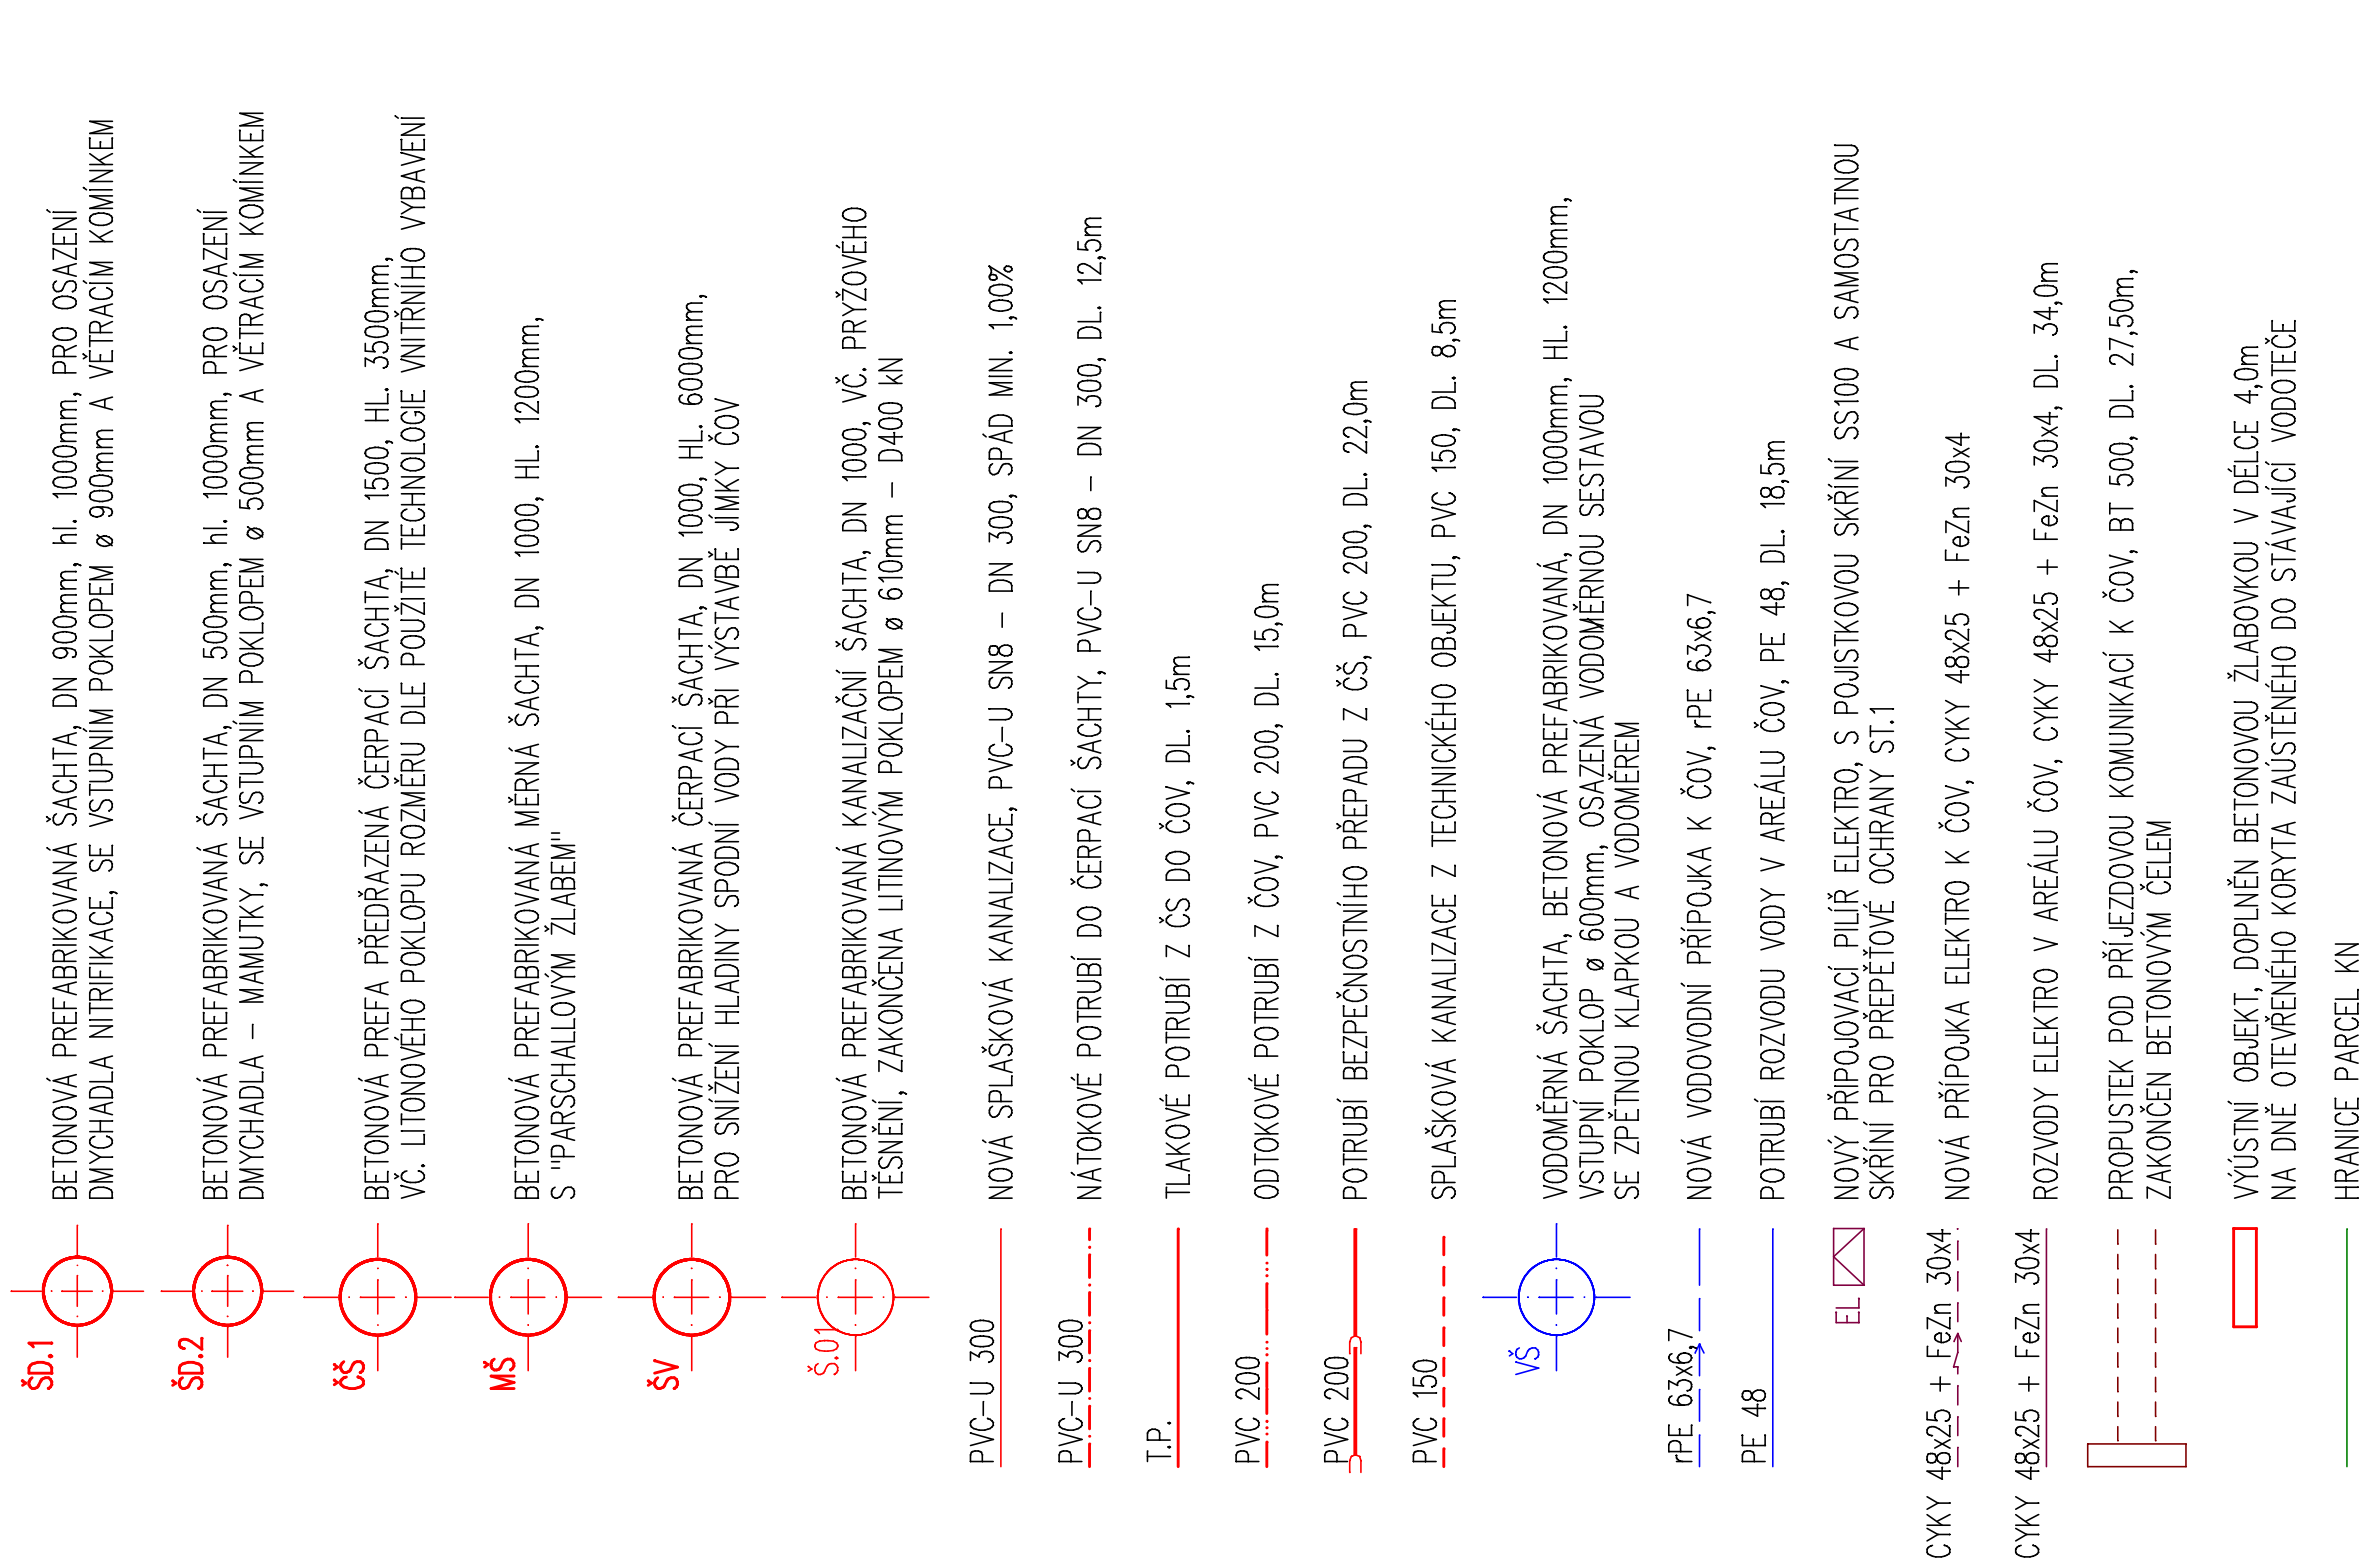 ŠD.1
BETONOVÁ PREFABRIKOVANÁ ŠACHTA, DN 900mm, hl. 1000mm, PRO OSAZENÍ
DMYCHADLA NITRIFIKACE, SE VSTUPNÍM POKLOPEM ø 900mm A VĚTRACÍM KOMÍNKEM
ŠD.2
BETONOVÁ PREFABRIKOVANÁ ŠACHTA, DN 500mm, hl. 1000mm, PRO OSAZENÍ
DMYCHADLA – MAMUTKY, SE VSTUPNÍM POKLOPEM ø 500mm A VĚTRACÍM KOMÍNKEM
ČŠ
BETONOVÁ PREFA PŘEDŘAZENÁ ČERPACÍ ŠACHTA, DN 1500, HL. 3500mm,
VČ. LITONOVÉHO POKLOPU ROZMĚRU DLE POUŽITÉ TECHNOLOGIE VNITŘNÍHO VYBAVENÍ
MŠ
BETONOVÁ PREFABRIKOVANÁ MĚRNÁ ŠACHTA, DN 1000, HL. 1200mm,
S "PARSCHALLOVÝM ŽLABEM"
ŠV
BETONOVÁ PREFABRIKOVANÁ ČERPACÍ ŠACHTA, DN 1000, HL. 6000mm,
PRO SNÍŽENÍ HLADINY SPODNÍ VODY PŘI VÝSTAVBĚ JÍMKY ČOV
Š.01
BETONOVÁ PREFABRIKOVANÁ KANALIZAČNÍ ŠACHTA, DN 1000, VČ. PRYŽOVÉHO
TĚSNĚNÍ, ZAKONČENA LITINOVÝM POKLOPEM ø 610mm – D400 kN
PVC–U 300
NOVÁ SPLAŠKOVÁ KANALIZACE, PVC–U SN8 – DN 300, SPÁD MIN. 1,00%
PVC–U 300
NÁTOKOVÉ POTRUBÍ DO ČERPACÍ ŠACHTY, PVC–U SN8 – DN 300, DL. 12,5m
T.P.
TLAKOVÉ POTRUBÍ Z ČS DO ČOV, DL. 1,5m
PVC 200
ODTOKOVÉ POTRUBÍ Z ČOV, PVC 200, DL. 15,0m
PVC 200
POTRUBÍ BEZPEČNOSTNÍHO PŘEPADU Z ČŠ, PVC 200, DL. 22,0m
PVC 150
SPLAŠKOVÁ KANALIZACE Z TECHNICKÉHO OBJEKTU, PVC 150, DL. 8,5m
VŠ
VODOMĚRNÁ ŠACHTA, BETONOVÁ PREFABRIKOVANÁ, DN 1000mm, HL. 1200mm,
VSTUPNÍ POKLOP ø 600mm, OSAZENÁ VODOMĚRNOU SESTAVOU
SE ZPĚTNOU KLAPKOU A VODOMĚREM
rPE 63x6,7
NOVÁ VODOVODNÍ PŘÍPOJKA K ČOV, rPE 63x6,7
PE 48
POTRUBÍ ROZVODU VODY V AREÁLU ČOV, PE 48, DL. 18,5m
EL
NOVÝ PŘIPOJOVACÍ PILÍŘ ELEKTRO, S POJISTKOVOU SKŘÍNÍ SS100 A SAMOSTATNOU
SKŘÍNÍ PRO PŘEPĚŤOVÉ OCHRANY ST.1
CYKY 48x25 + FeZn 30x4
NOVÁ PŘÍPOJKA ELEKTRO K ČOV, CYKY 48x25 + FeZn 30x4
CYKY 48x25 + FeZn 30x4
ROZVODY ELEKTRO V AREÁLU ČOV, CYKY 48x25 + FeZn 30x4, DL. 34,0m
PROPUSTEK POD PŘÍJEZDOVOU KOMUNIKACÍ K ČOV, BT 500, DL. 27,50m,
ZAKONČEN BETONOVÝM ČELEM
VÝÚSTNÍ OBJEKT, DOPLNĚN BETONOVOU ŽLABOVKOU V DÉLCE 4,0m
NA DNĚ OTEVŘENÉHO KORYTA ZAÚSTĚNÉHO DO STÁVAJÍCÍ VODOTEČE
HRANICE PARCEL KN